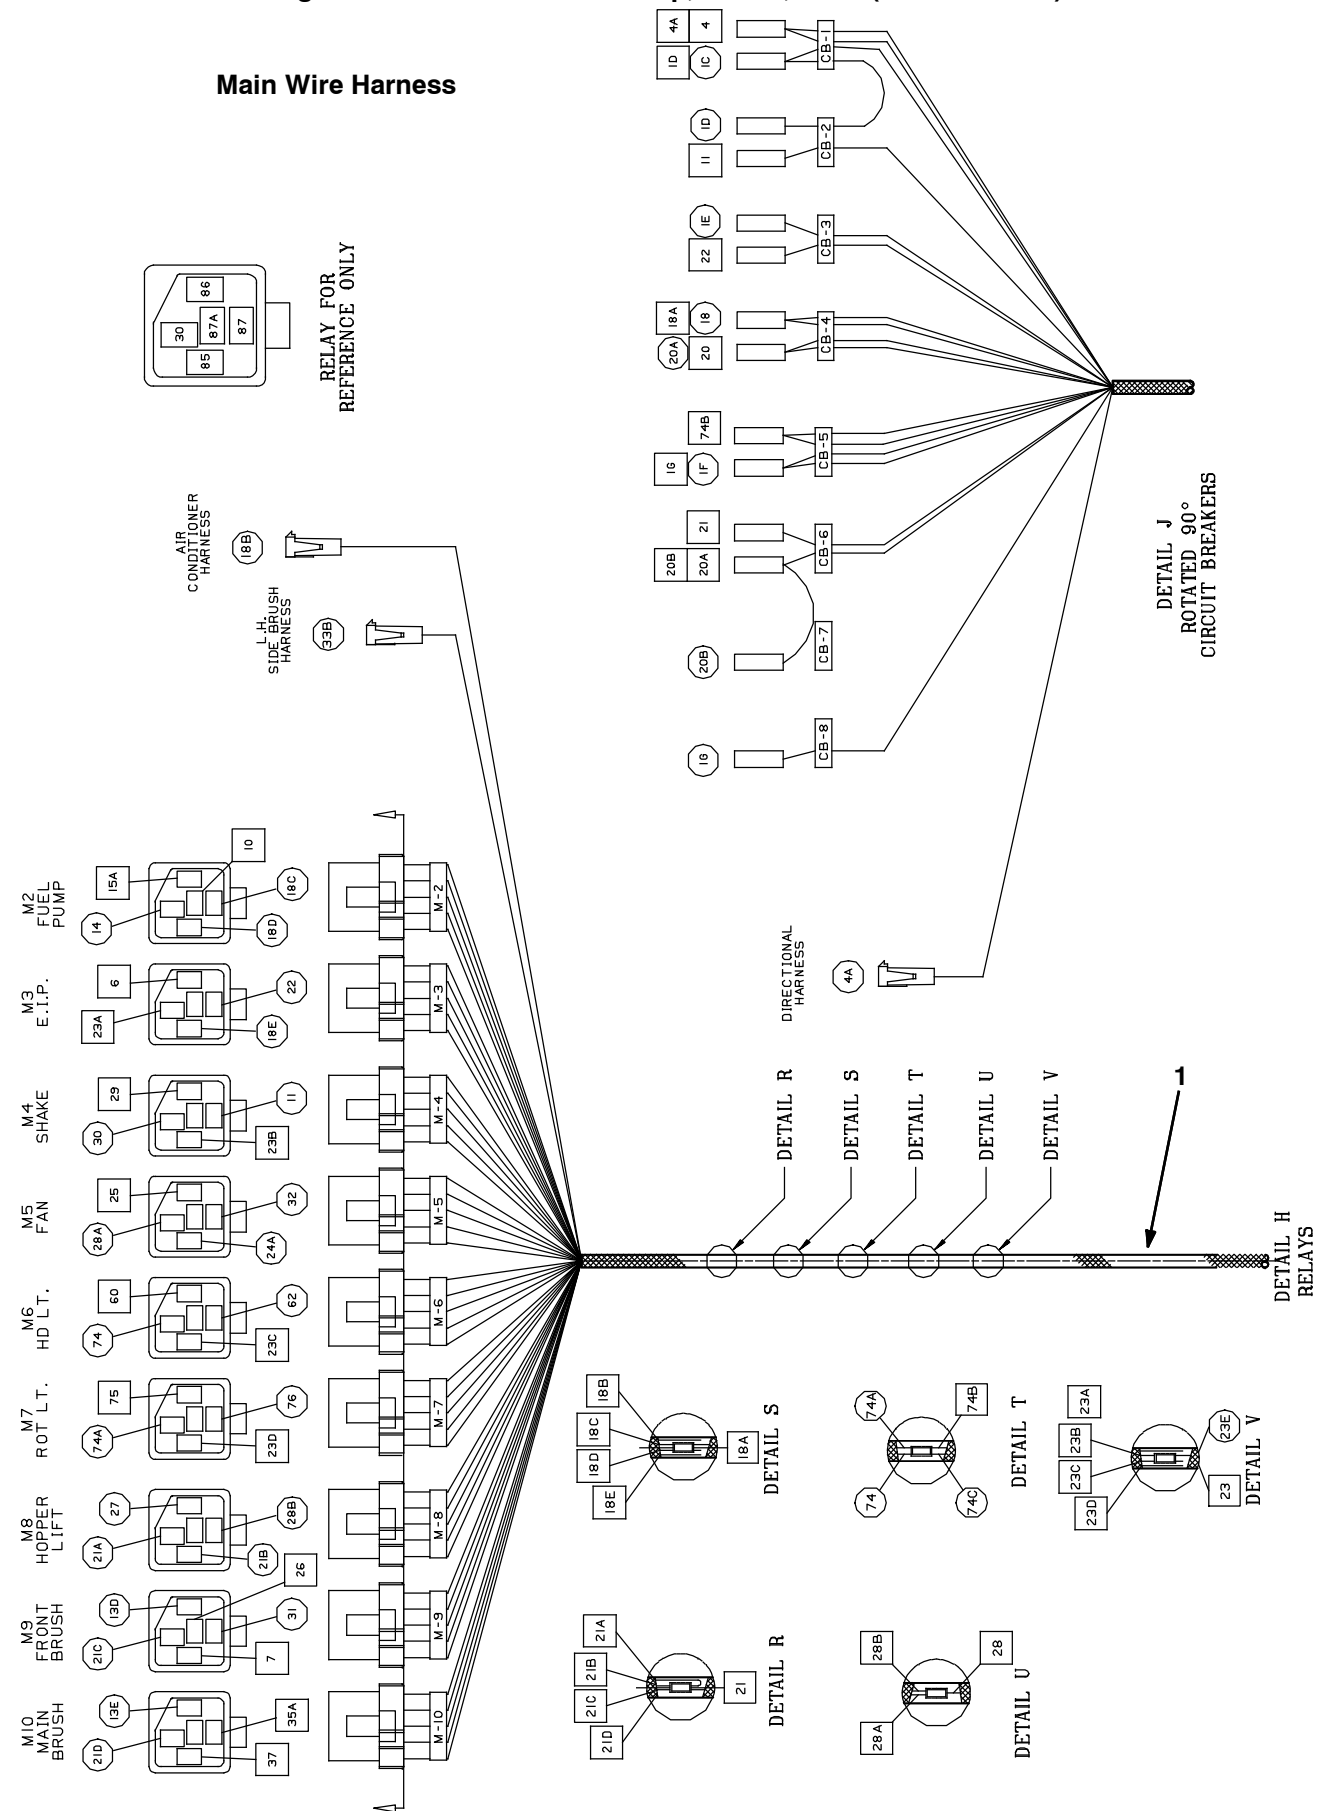 Main Wire Harness
4A
4
1D
1C
CB-1
1D
11
CB-2
1E
22
CB-3
18A
18
20A
20
CB-4
74B
1G
1F
CB-5
21
20B
20A
CB-6
20B
CB-7
1G
CB-8
86
30
87A
87
85
RELAY FOR
REFERENCE ONLY
AIR
CONDITIONER
HARNESS
18B
L.H.
SIDE BRUSH
HARNESS
33B
DETAIL J
ROTATED 90°
CIRCUIT BREAKERS
DIRECTIONAL
HARNESS
4A
M2
FUEL
PUMP
14
15A
10
18C
18D
M-2
M3
E.I.P.
23A
6
22
18E
M-3
M4
SHAKE
30
29
11
23B
M-4
M5
FAN
28A
25
32
24A
M-5
M6
HD LT.
74
60
62
23C
M-6
M7
ROT LT.
74A
75
76
23D
M-7
M8
HOPPER
LIFT
21A
27
28B
21B
M-8
M9
FRONT
BRUSH
21C
13D
26
31
7
M-9
M10
MAIN
BRUSH
21D
13E
35A
37
M-10
DETAIL R
DETAIL S
DETAIL T
DETAIL U
DETAIL V
1
DETAIL H
RELAYS
18B
18C
18D
18E
18A
DETAIL S
74A
74B
74
74C
DETAIL T
23A
23B
23C
23D
23E
23
DETAIL V
21A
21B
21C
21D
21
DETAIL R
28B
28A
28
DETAIL U